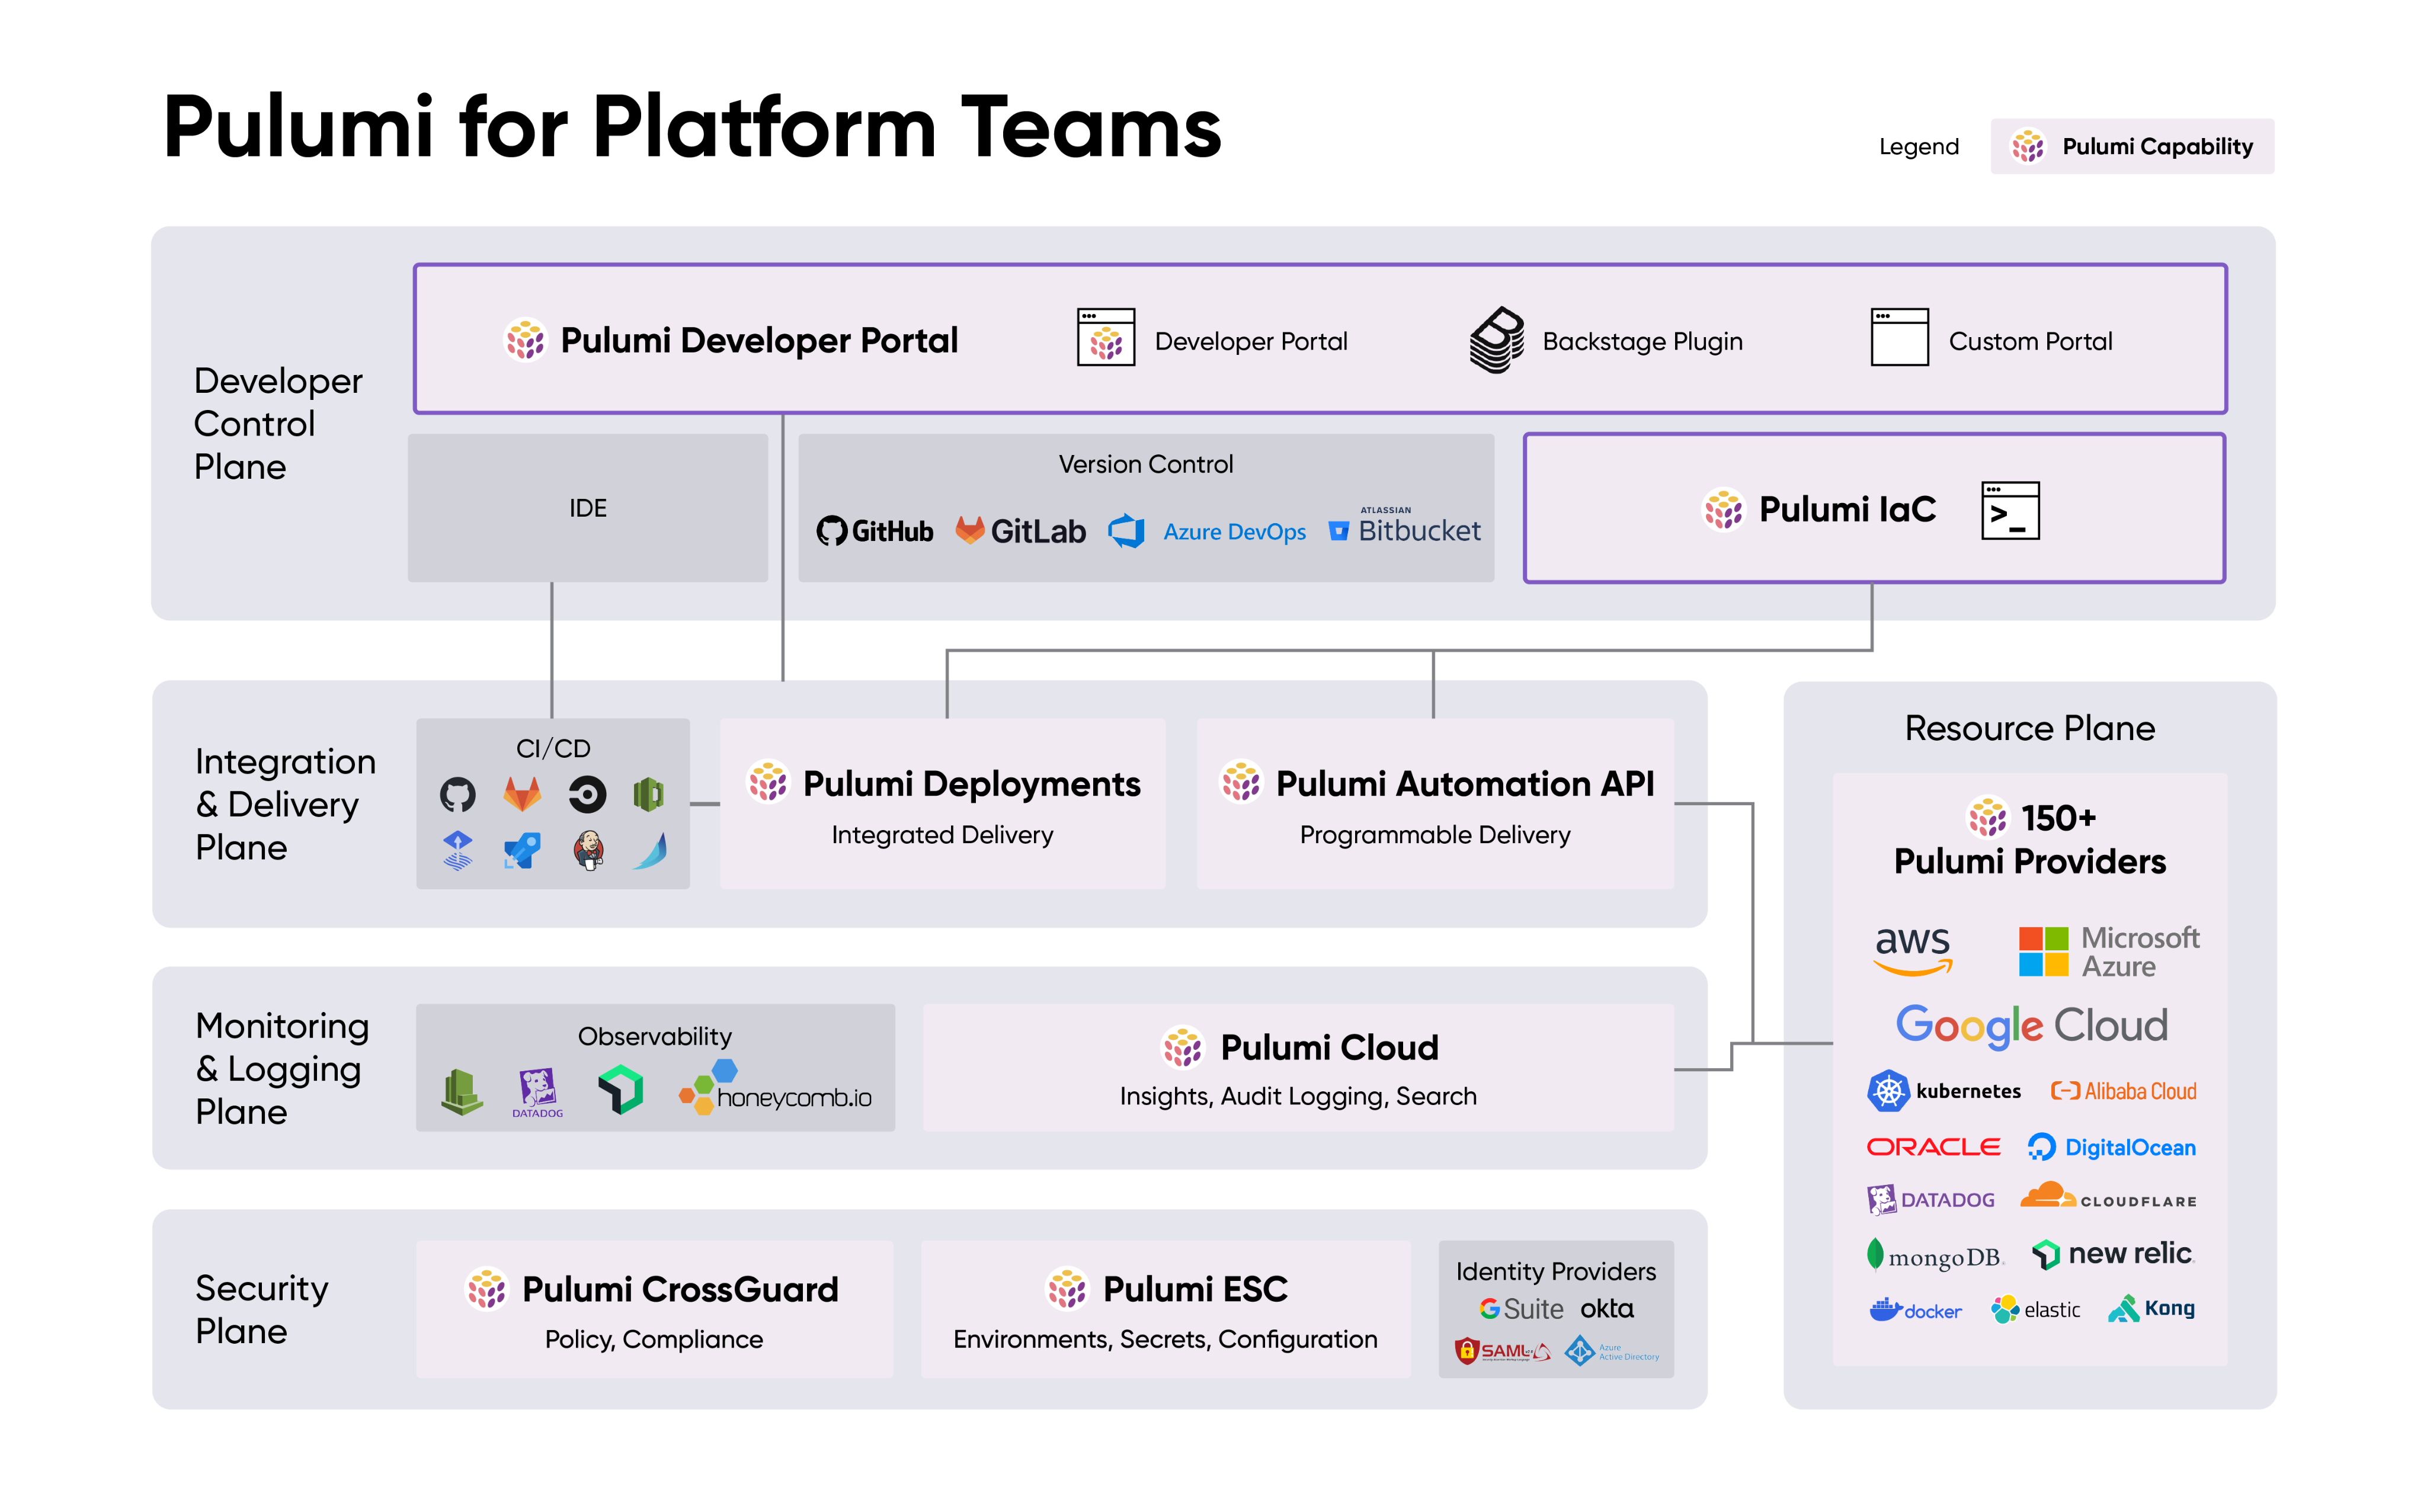 Pulumi for Platform Teams
Legend
Pulumi Capability
Developer
Control
Plane
Pulumi Developer Portal
Developer Portal
Backstage Plugin
Custom Portal
IDE
Version Control
GitHub
GitLab
Azure DevOps
ATLASSIAN
Bitbucket
Pulumi IaC
>_
Integration
& Delivery
Plane
CI/CD
Pulumi Deployments
Integrated Delivery
Pulumi Automation API
Programmable Delivery
Monitoring
& Logging
Plane
Observability
DATADOG
honeycomb.io
Pulumi Cloud
Insights, Audit Logging, Search
Security
Plane
Pulumi CrossGuard
Policy, Compliance
Pulumi ESC
Environments, Secrets, Configuration
Identity Providers
G Suite
okta
SAML
Azure
Active Directory
Resource Plane
150+
Pulumi Providers
aws
Microsoft
Azure
Google Cloud
kubernetes
Alibaba Cloud
ORACLE
DigitalOcean
DATADOG
CLOUDFLARE
mongoDB.
new relic.
docker
elastic
Kong